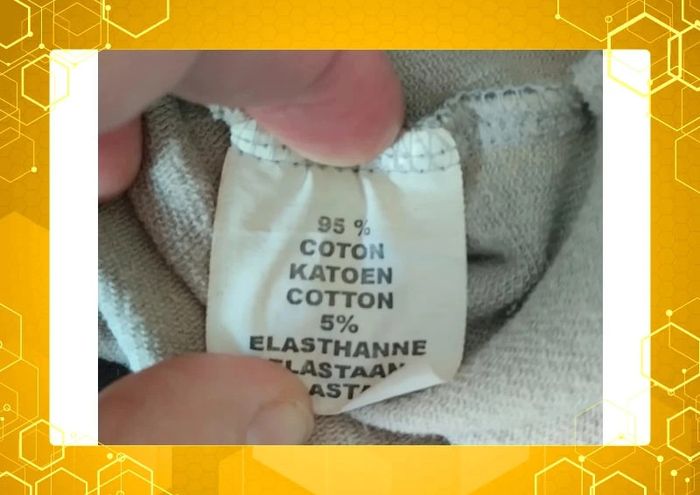 95 %
COTON
KATOEN
COTTON
5%
ELASTHANNE